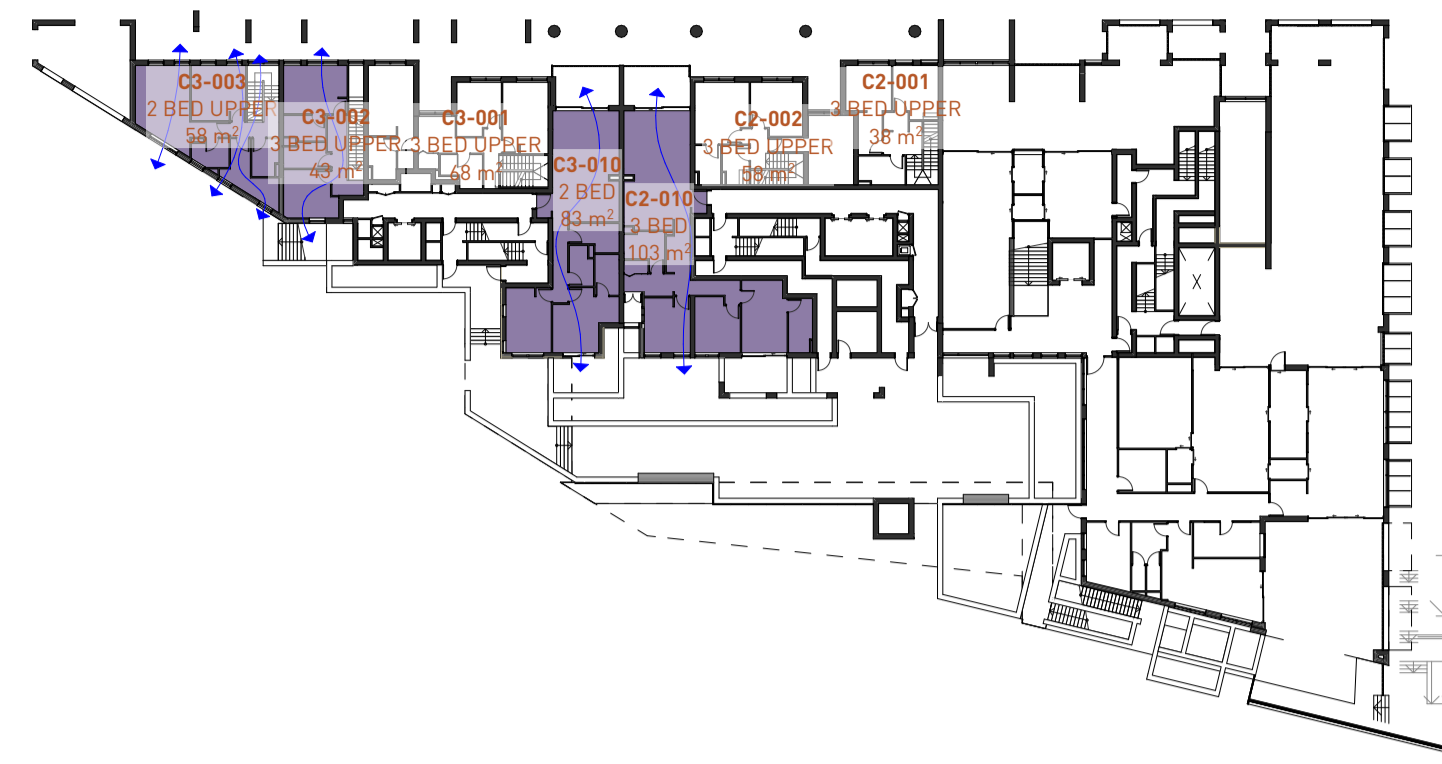 C3-003
2 BED UPPER
58 m²
C3-002
3 BED UPPER
43 m²
C3-001
3 BED UPPER
68 m²
C3-010
2 BED
83 m²
C2-010
3 BED
103 m²
C2-002
3 BED UPPER
58 m²
C2-001
3 BED UPPER
38 m²